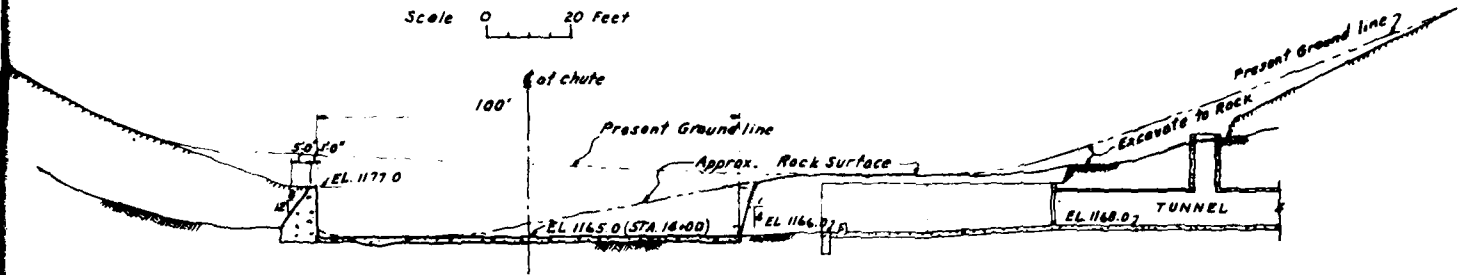 Scale 0 20 Feet
¢ of chute
100'
Present Ground line
Present Ground line
Excavate to Rock
5'0" 1'0"
Approx. Rock Surface
EL. 1177.0
12
EL 1165.0 (STA. 14+00)
EL 1166.0
EL 1168.0
TUNNEL